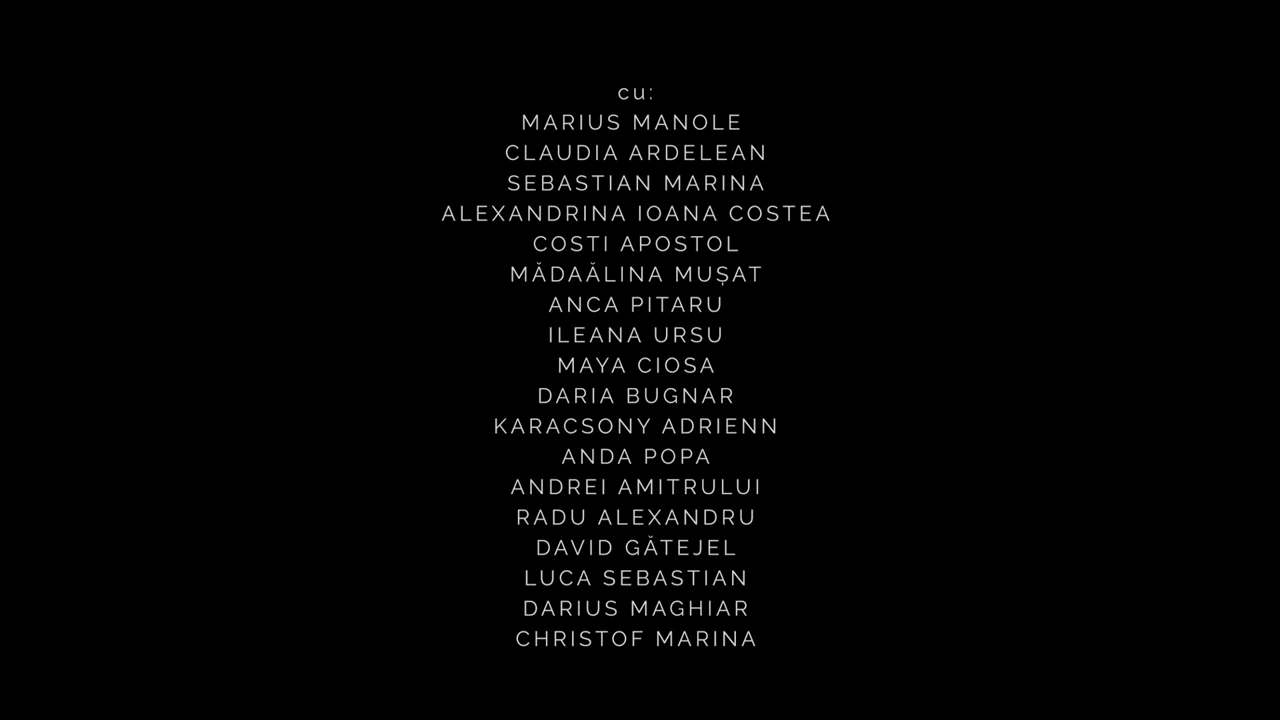 cu:
MARIUS MANOLE
CLAUDIA ARDELEAN
SEBASTIAN MARINA
ALEXANDRINA IOANA COSTEA
COSTI APOSTOL
MĂDAĂLINA MUȘAT
ANCA PITARU
ILEANA URSU
MAYA CIOSA
DARIA BUGNAR
KARACSONY ADRIENN
ANDA POPA
ANDREI AMITRULUI
RADU ALEXANDRU
DAVID GĂTEJEL
LUCA SEBASTIAN
DARIUS MAGHIAR
CHRISTOF MARINA